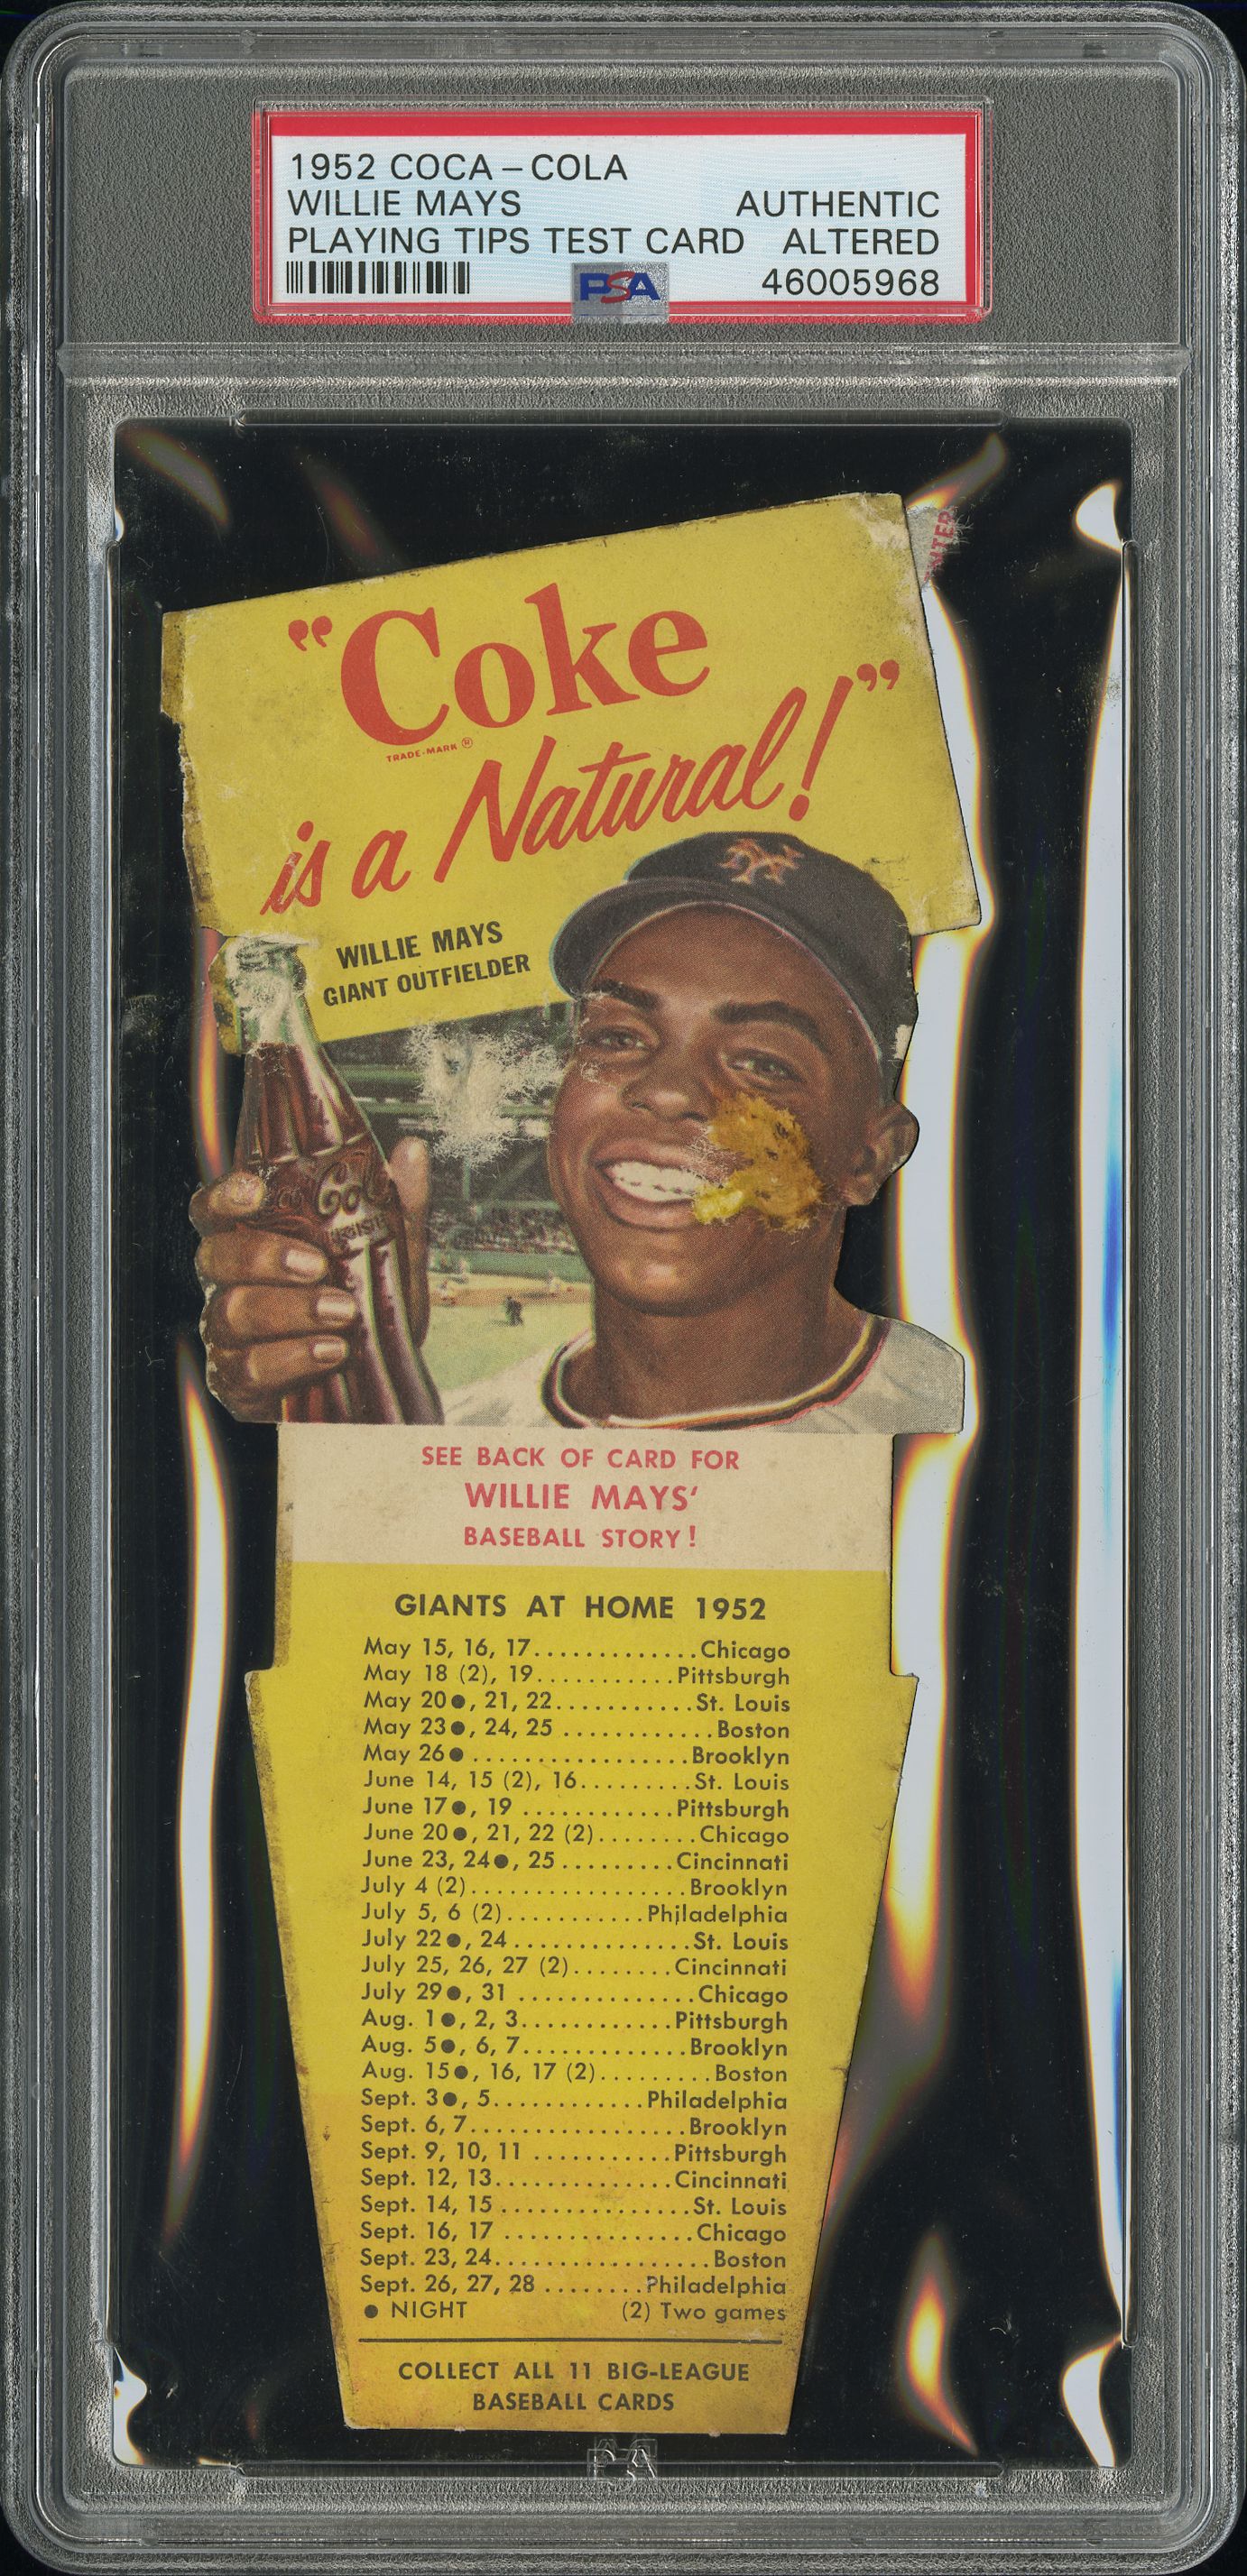 1952 COCA-COLA
WILLIE MAYS AUTHENTIC
PLAYING TIPS TEST CARD ALTERED
PSA 46005968
"Coke
TRADE-MARK ®
is a Natural!"
WILLIE MAYS
GIANT OUTFIELDER
SEE BACK OF CARD FOR
WILLIE MAYS'
BASEBALL STORY!
GIANTS AT HOME 1952
May 15, 16, 17.............Chicago
May 18 (2), 19...........Pittsburgh
May 20●, 21, 22...........St. Louis
May 23●, 24, 25 ............Boston
May 26● ..................Brooklyn
June 14, 15 (2), 16.........St. Louis
June 17●, 19 ............Pittsburgh
June 20●, 21, 22 (2)........Chicago
June 23, 24●, 25 .........Cincinnati
July 4 (2)..................Brooklyn
July 5, 6 (2)...........Philadelphia
July 22●, 24..............St. Louis
July 25, 26, 27 (2)........Cincinnati
July 29●, 31 ..............Chicago
Aug. 1●, 2, 3............Pittsburgh
Aug. 5●, 6, 7.............Brooklyn
Aug. 15●, 16, 17 (2).........Boston
Sept. 3●, 5............Philadelphia
Sept. 6, 7..................Brooklyn
Sept. 9, 10, 11 ...........Pittsburgh
Sept. 12, 13..............Cincinnati
Sept. 14, 15 ...............St. Louis
Sept. 16, 17 ...............Chicago
Sept. 23, 24.................Boston
Sept. 26, 27, 28 ........Philadelphia
● NIGHT (2) Two games
COLLECT ALL 11 BIG-LEAGUE
BASEBALL CARDS